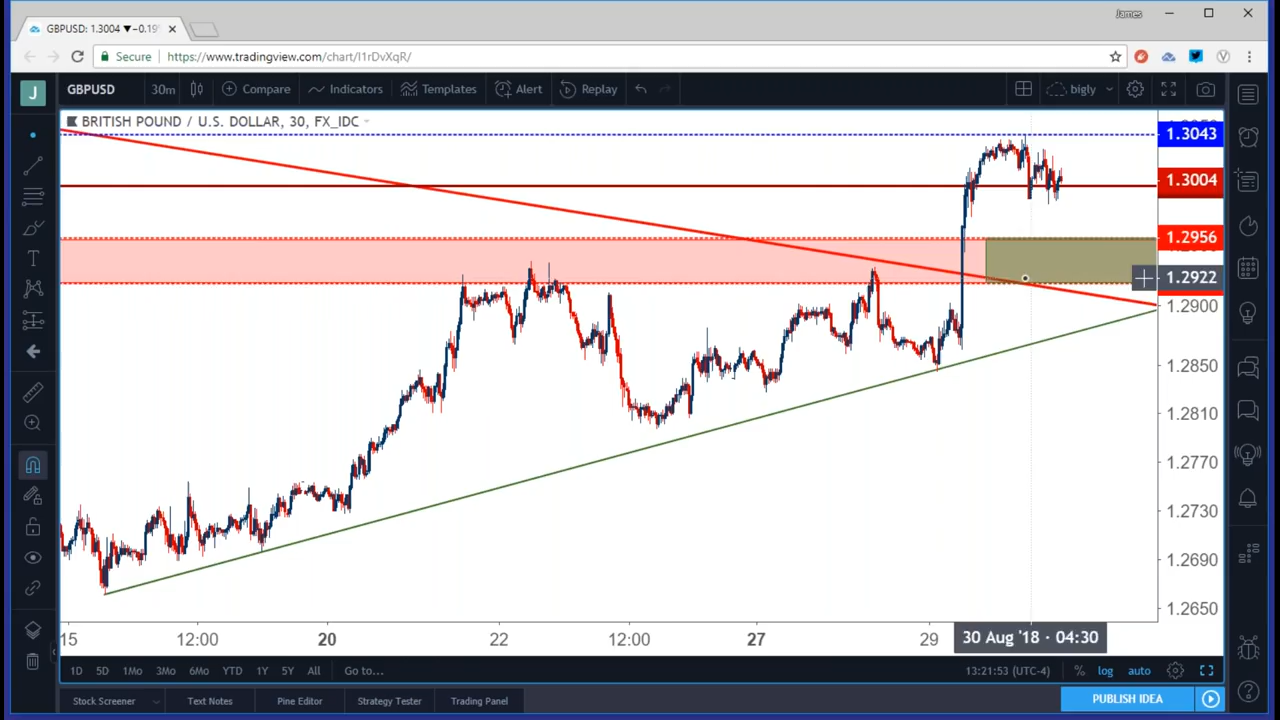 James
GBPUSD: 1.3004 ▼−0.19
Secure https://www.tradingview.com/chart/I1rDvXqR/
J GBPUSD 30m Compare Indicators Templates Alert Replay bigly
BRITISH POUND / U.S. DOLLAR, 30, FX_IDC
1.3043
1.3004
1.2956
1.2922
1.2900
1.2850
1.2810
1.2770
1.2730
1.2690
1.2650
15 12:00 20 22 12:00 27 29 30 Aug '18 · 04:30
1D 5D 1Mo 3Mo 6Mo YTD 1Y 5Y All Go to... 13:21:53 (UTC-4) % log auto
Stock Screener Text Notes Pine Editor Strategy Tester Trading Panel PUBLISH IDEA